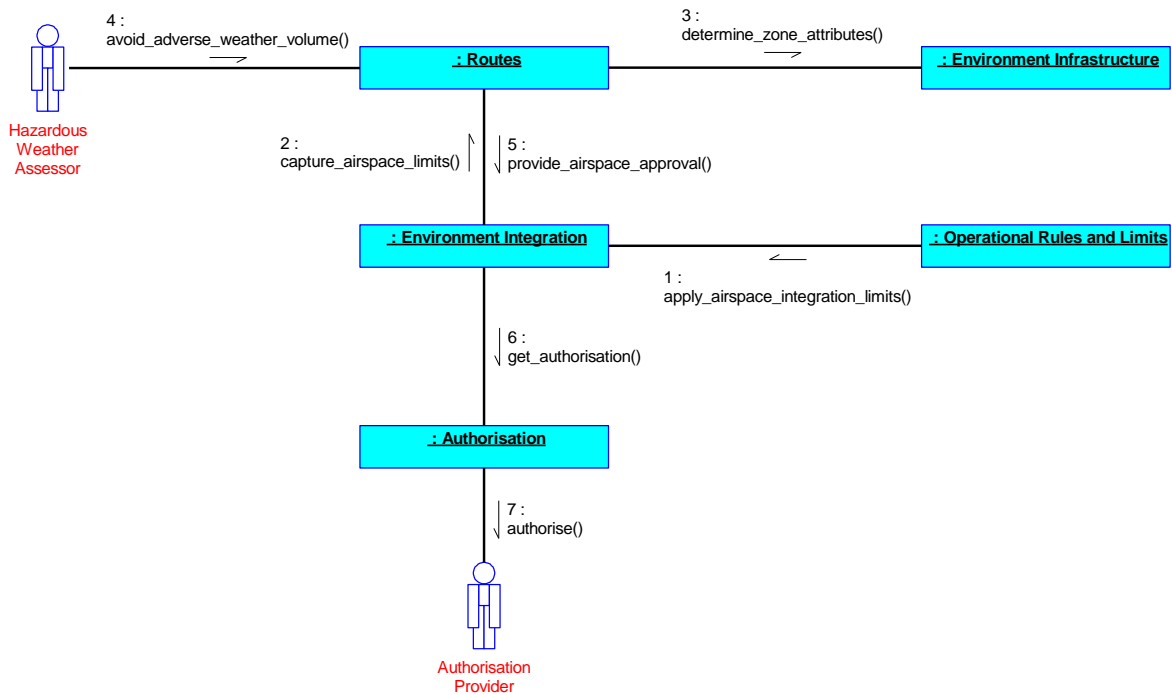 4 :
avoid_adverse_weather_volume()
3 :
determine_zone_attributes()
: Routes
: Environment Infrastructure
Hazardous
Weather
Assessor
2 :
capture_airspace_limits()
5 :
provide_airspace_approval()
: Environment Integration
: Operational Rules and Limits
1 :
apply_airspace_integration_limits()
6 :
get_authorisation()
: Authorisation
7 :
authorise()
Authorisation
Provider